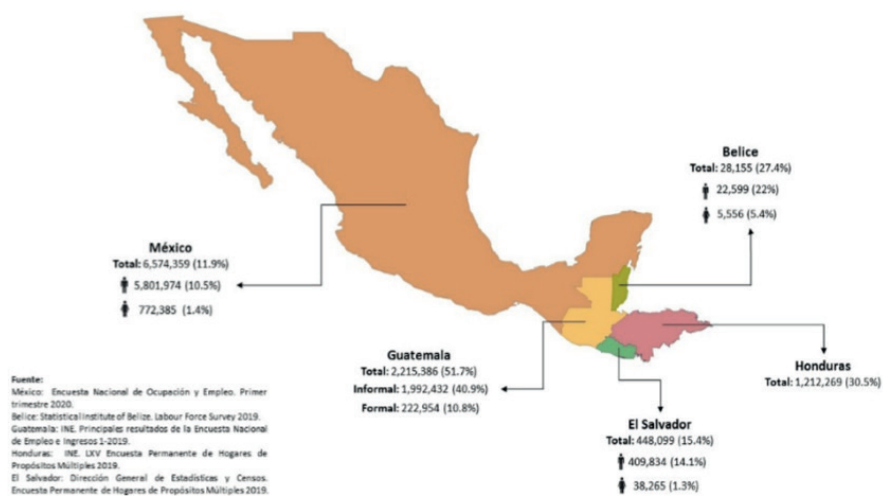 Belice
Total: 28,155 (27.4%)
22,599 (22%)
5,556 (5.4%)
México
Total: 6,574,359 (11.9%)
5,801,974 (10.5%)
772,385 (1.4%)
Guatemala
Total: 2,215,386 (51.7%)
Informal: 1,992,432 (40.9%)
Formal: 222,954 (10.8%)
Honduras
Total: 1,212,269 (30.5%)
El Salvador
Total: 448,099 (15.4%)
409,834 (14.1%)
38,265 (1.3%)
Fuente:
México: Encuesta Nacional de Ocupación y Empleo. Primer
trimestre 2020.
Belice: Statistical Institute of Belize. Labour Force Survey 2019.
Guatemala: INE. Principales resultados de la Encuesta Nacional
de Empleo e Ingresos 1-2019.
Honduras: INE. LXV Encuesta Permanente de Hogares de
Propósitos Múltiples 2019.
El Salvador: Dirección General de Estadísticas y Censos.
Encuesta Permanente de Hogares de Propósitos Múltiples 2019.